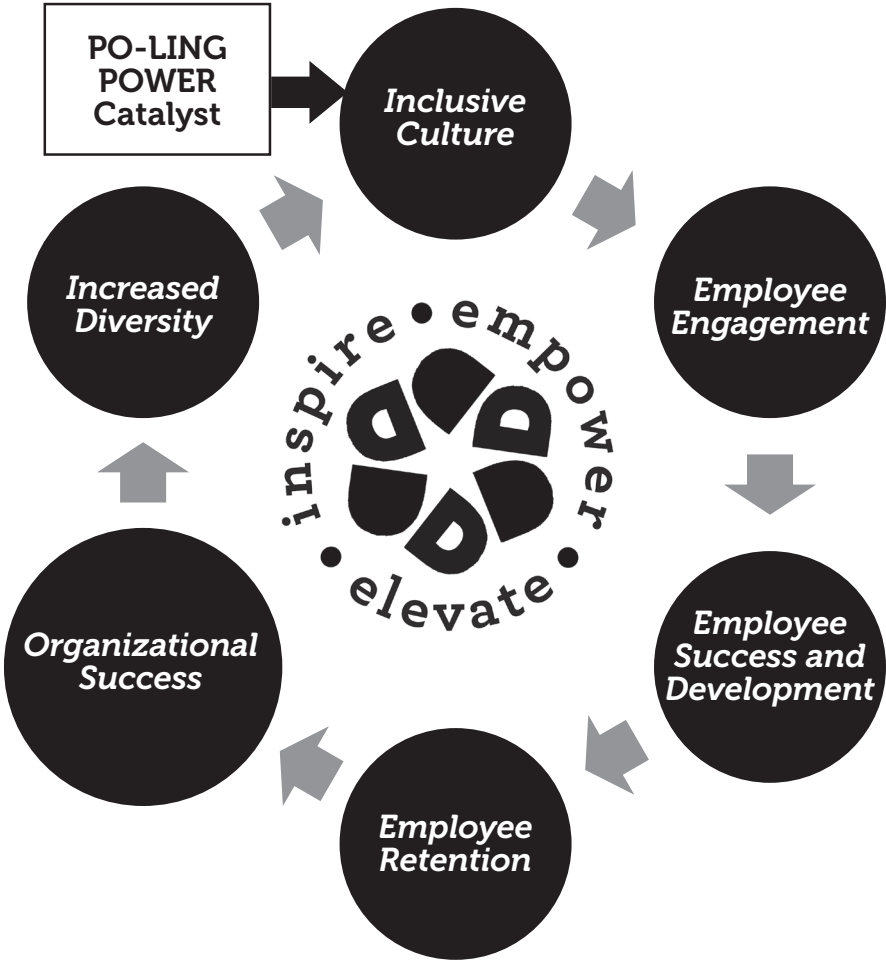 PO-LING
POWER
Catalyst
Inclusive
Culture
Employee
Engagement
Employee
Success and
Development
Employee
Retention
Organizational
Success
Increased
Diversity
inspire • empower • elevate •